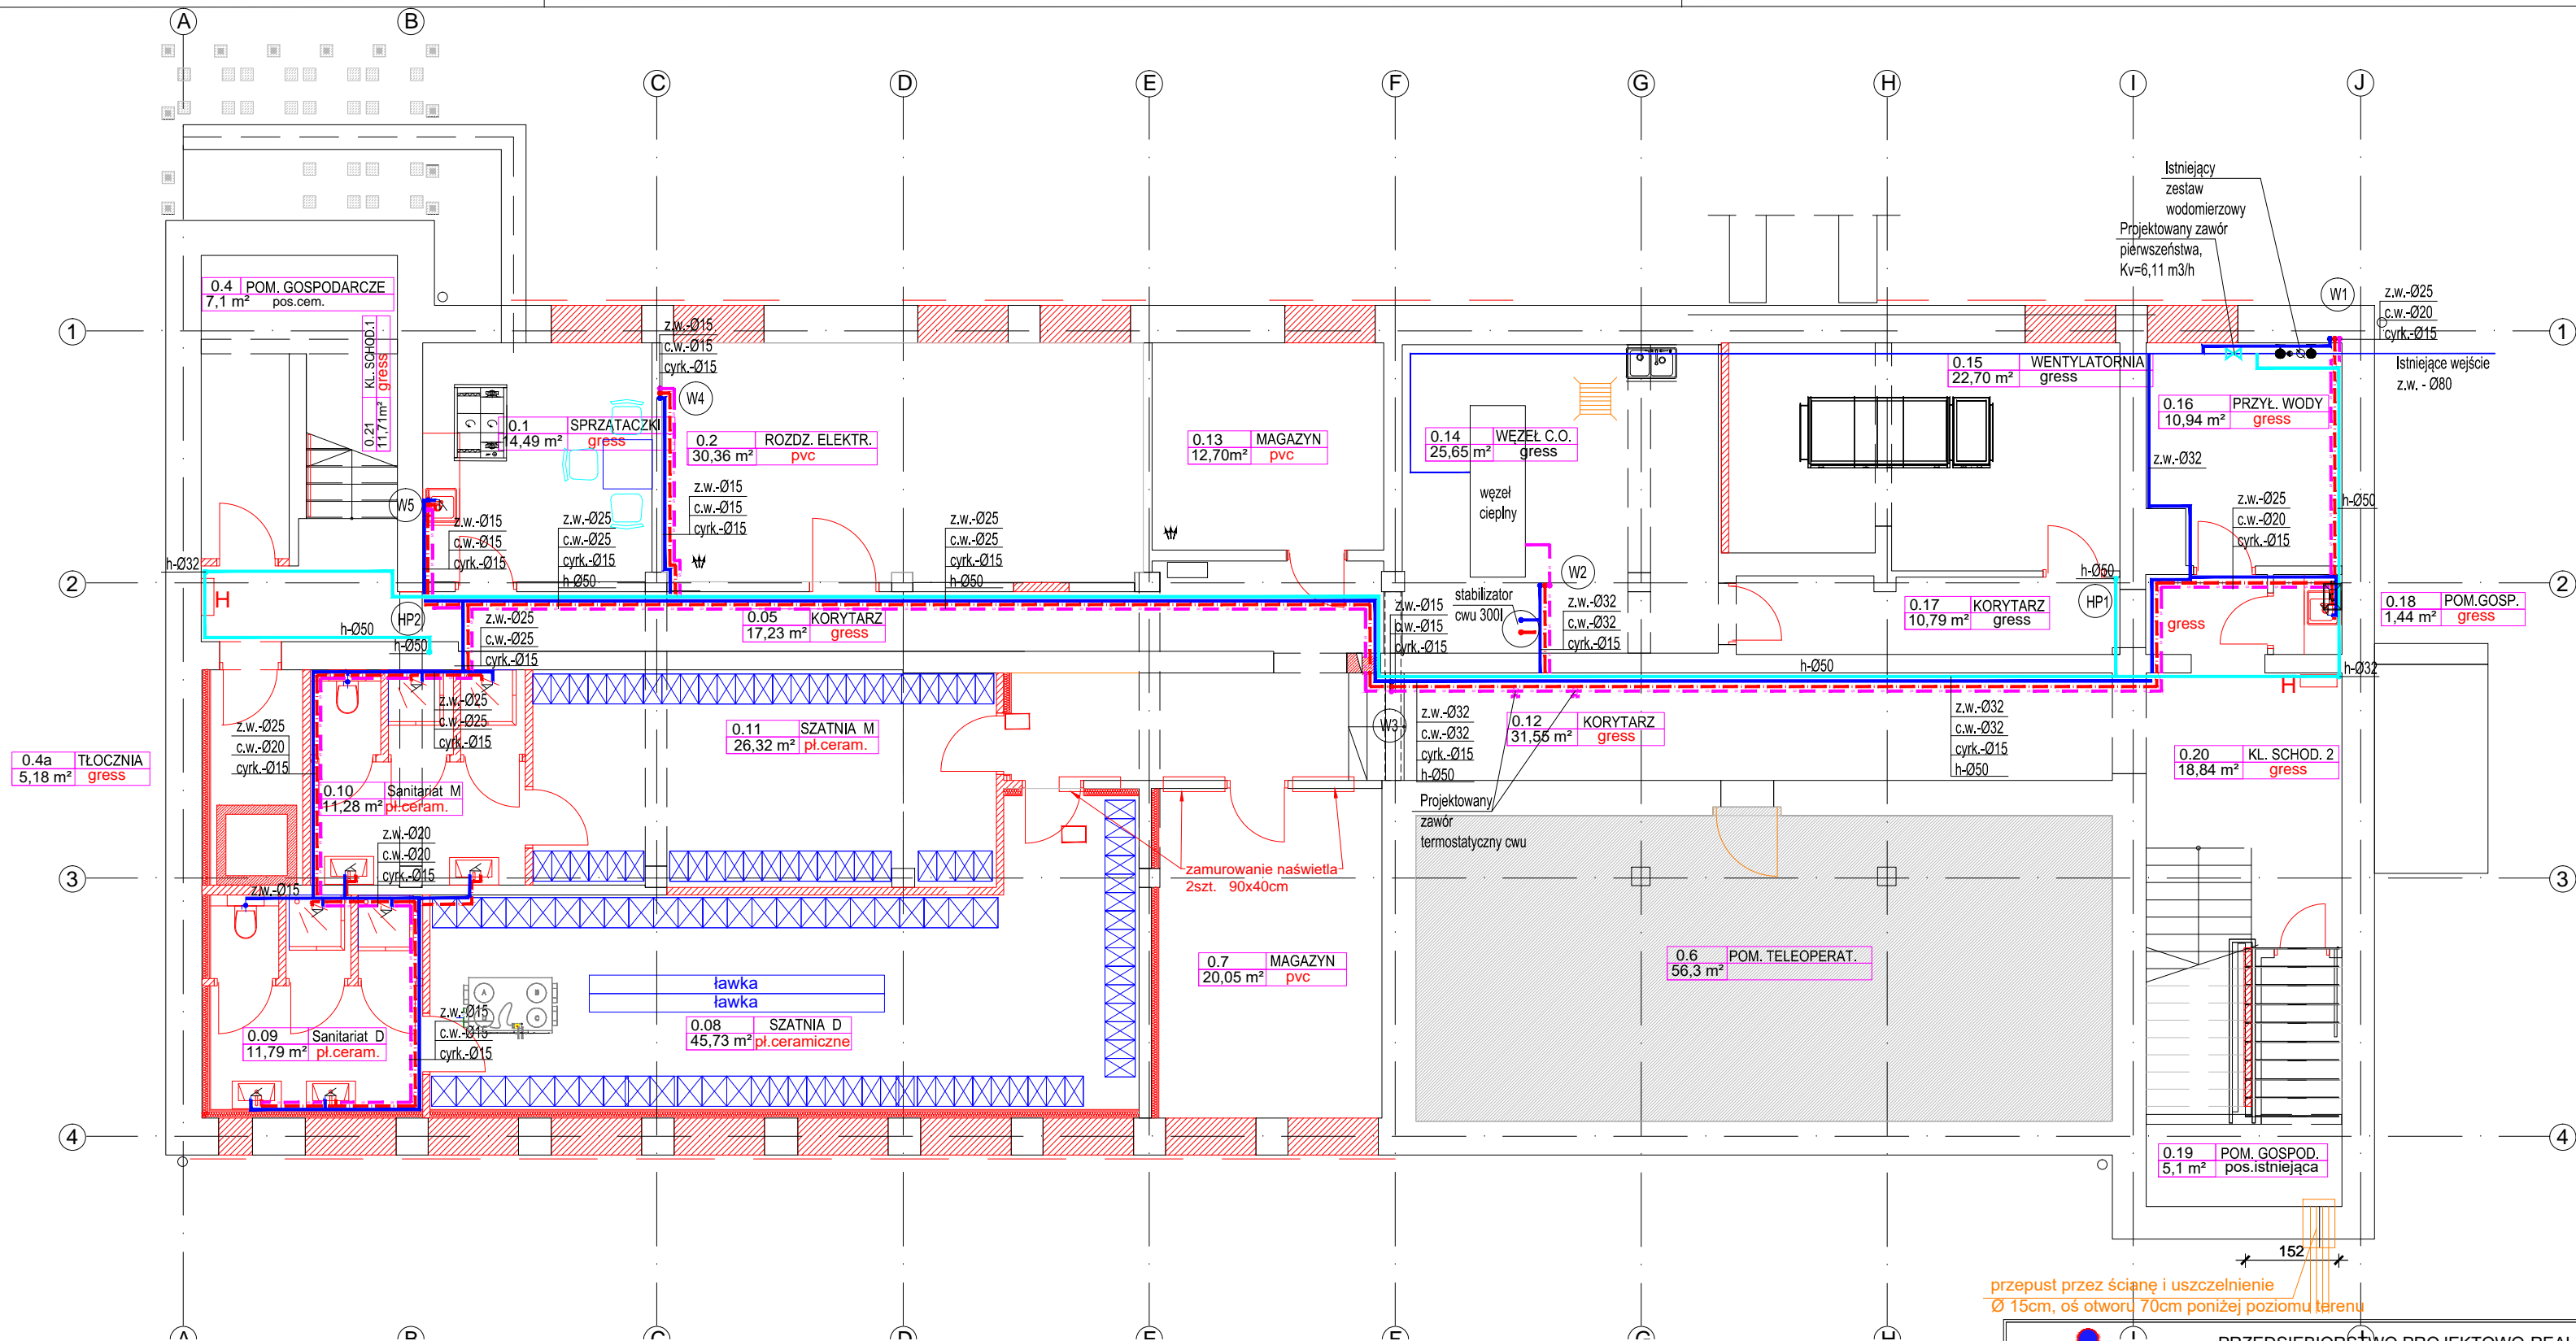 A
B
C
D
E
F
G
H
I
J
Istniejący
zestaw
wodomierzowy
Projektowany zawór
pierwszeństwa,
Kv=6,11 m3/h
W1
z.w.-Ø25
c.w.-Ø20
cyrk.-Ø15
Istniejące wejście
z.w. - Ø80
1
1
0.4 POM. GOSPODARCZE
7,1 m² pos.cem.
0.21 KL. SCHOD.1
11,71m² gress
z.w.-Ø15
c.w.-Ø15
cyrk.-Ø15
W4
0.1 SPRZATACZKI
14,49 m² gress
0.2 ROZDZ. ELEKTR.
30,36 m² pvc
0.13 MAGAZYN
12,70m² pvc
0.14 WĘZEŁ C.O.
25,65 m² gress
0.15 WENTYLATORNIA
22,70 m² gress
0.16 PRZYŁ. WODY
10,94 m² gress
z.w.-Ø32
węzeł
cieplny
W5
z.w.-Ø15
c.w.-Ø15
cyrk.-Ø15
z.w.-Ø25
c.w.-Ø25
cyrk.-Ø15
h-Ø50
z.w.-Ø15
c.w.-Ø15
cyrk.-Ø15
z.w.-Ø25
c.w.-Ø25
cyrk.-Ø15
h-Ø50
z.w.-Ø25
c.w.-Ø20
cyrk.-Ø15
h-Ø50
h-Ø32
2
2
H
HP2
h-Ø50
h-Ø50
z.w.-Ø25
c.w.-Ø25
cyrk.-Ø15
0.05 KORYTARZ
17,23 m² gress
z.w.-Ø15
c.w.-Ø15
cyrk.-Ø15
stabilizator
cwu 300l
W2
z.w.-Ø32
c.w.-Ø32
cyrk.-Ø15
h-Ø50
HP1
0.17 KORYTARZ
10,79 m² gress
gress
0.18 POM.GOSP.
1,44 m² gress
h-Ø50
h-Ø32
H
z.w.-Ø25
c.w.-Ø20
cyrk.-Ø15
z.w.-Ø25
c.w.-Ø25
cyrk.-Ø15
0.11 SZATNIA M
26,32 m² pł.ceram.
W3
z.w.-Ø32
c.w.-Ø32
cyrk.-Ø15
h-Ø50
0.12 KORYTARZ
31,55 m² gress
z.w.-Ø32
c.w.-Ø32
cyrk.-Ø15
h-Ø50
0.20 KL. SCHOD. 2
18,84 m² gress
0.4a TŁOCZNIA
5,18 m² gress
0.10 Sanitariat M
11,28 m² pł.ceram.
Projektowany
zawór
termostatyczny cwu
z.w.-Ø20
c.w.-Ø20
cyrk.-Ø15
z.w.-Ø15
zamurowanie naświetla
2szt. 90x40cm
3
3
ławka
ławka
0.7 MAGAZYN
20,05 m² pvc
0.6 POM. TELEOPERAT.
56,3 m²
z.w.-Ø15
c.w.-Ø15
cyrk.-Ø15
0.09 Sanitariat D
11,79 m² pł.ceram.
0.08 SZATNIA D
45,73 m² pł.ceramiczne
4
4
0.19 POM. GOSPOD.
5,1 m² pos.istniejąca
152
przepust przez ścianę i uszczelnienie
Ø 15cm, oś otworu 70cm poniżej poziomu terenu
A
B
C
D
E
F
G
H
I
J